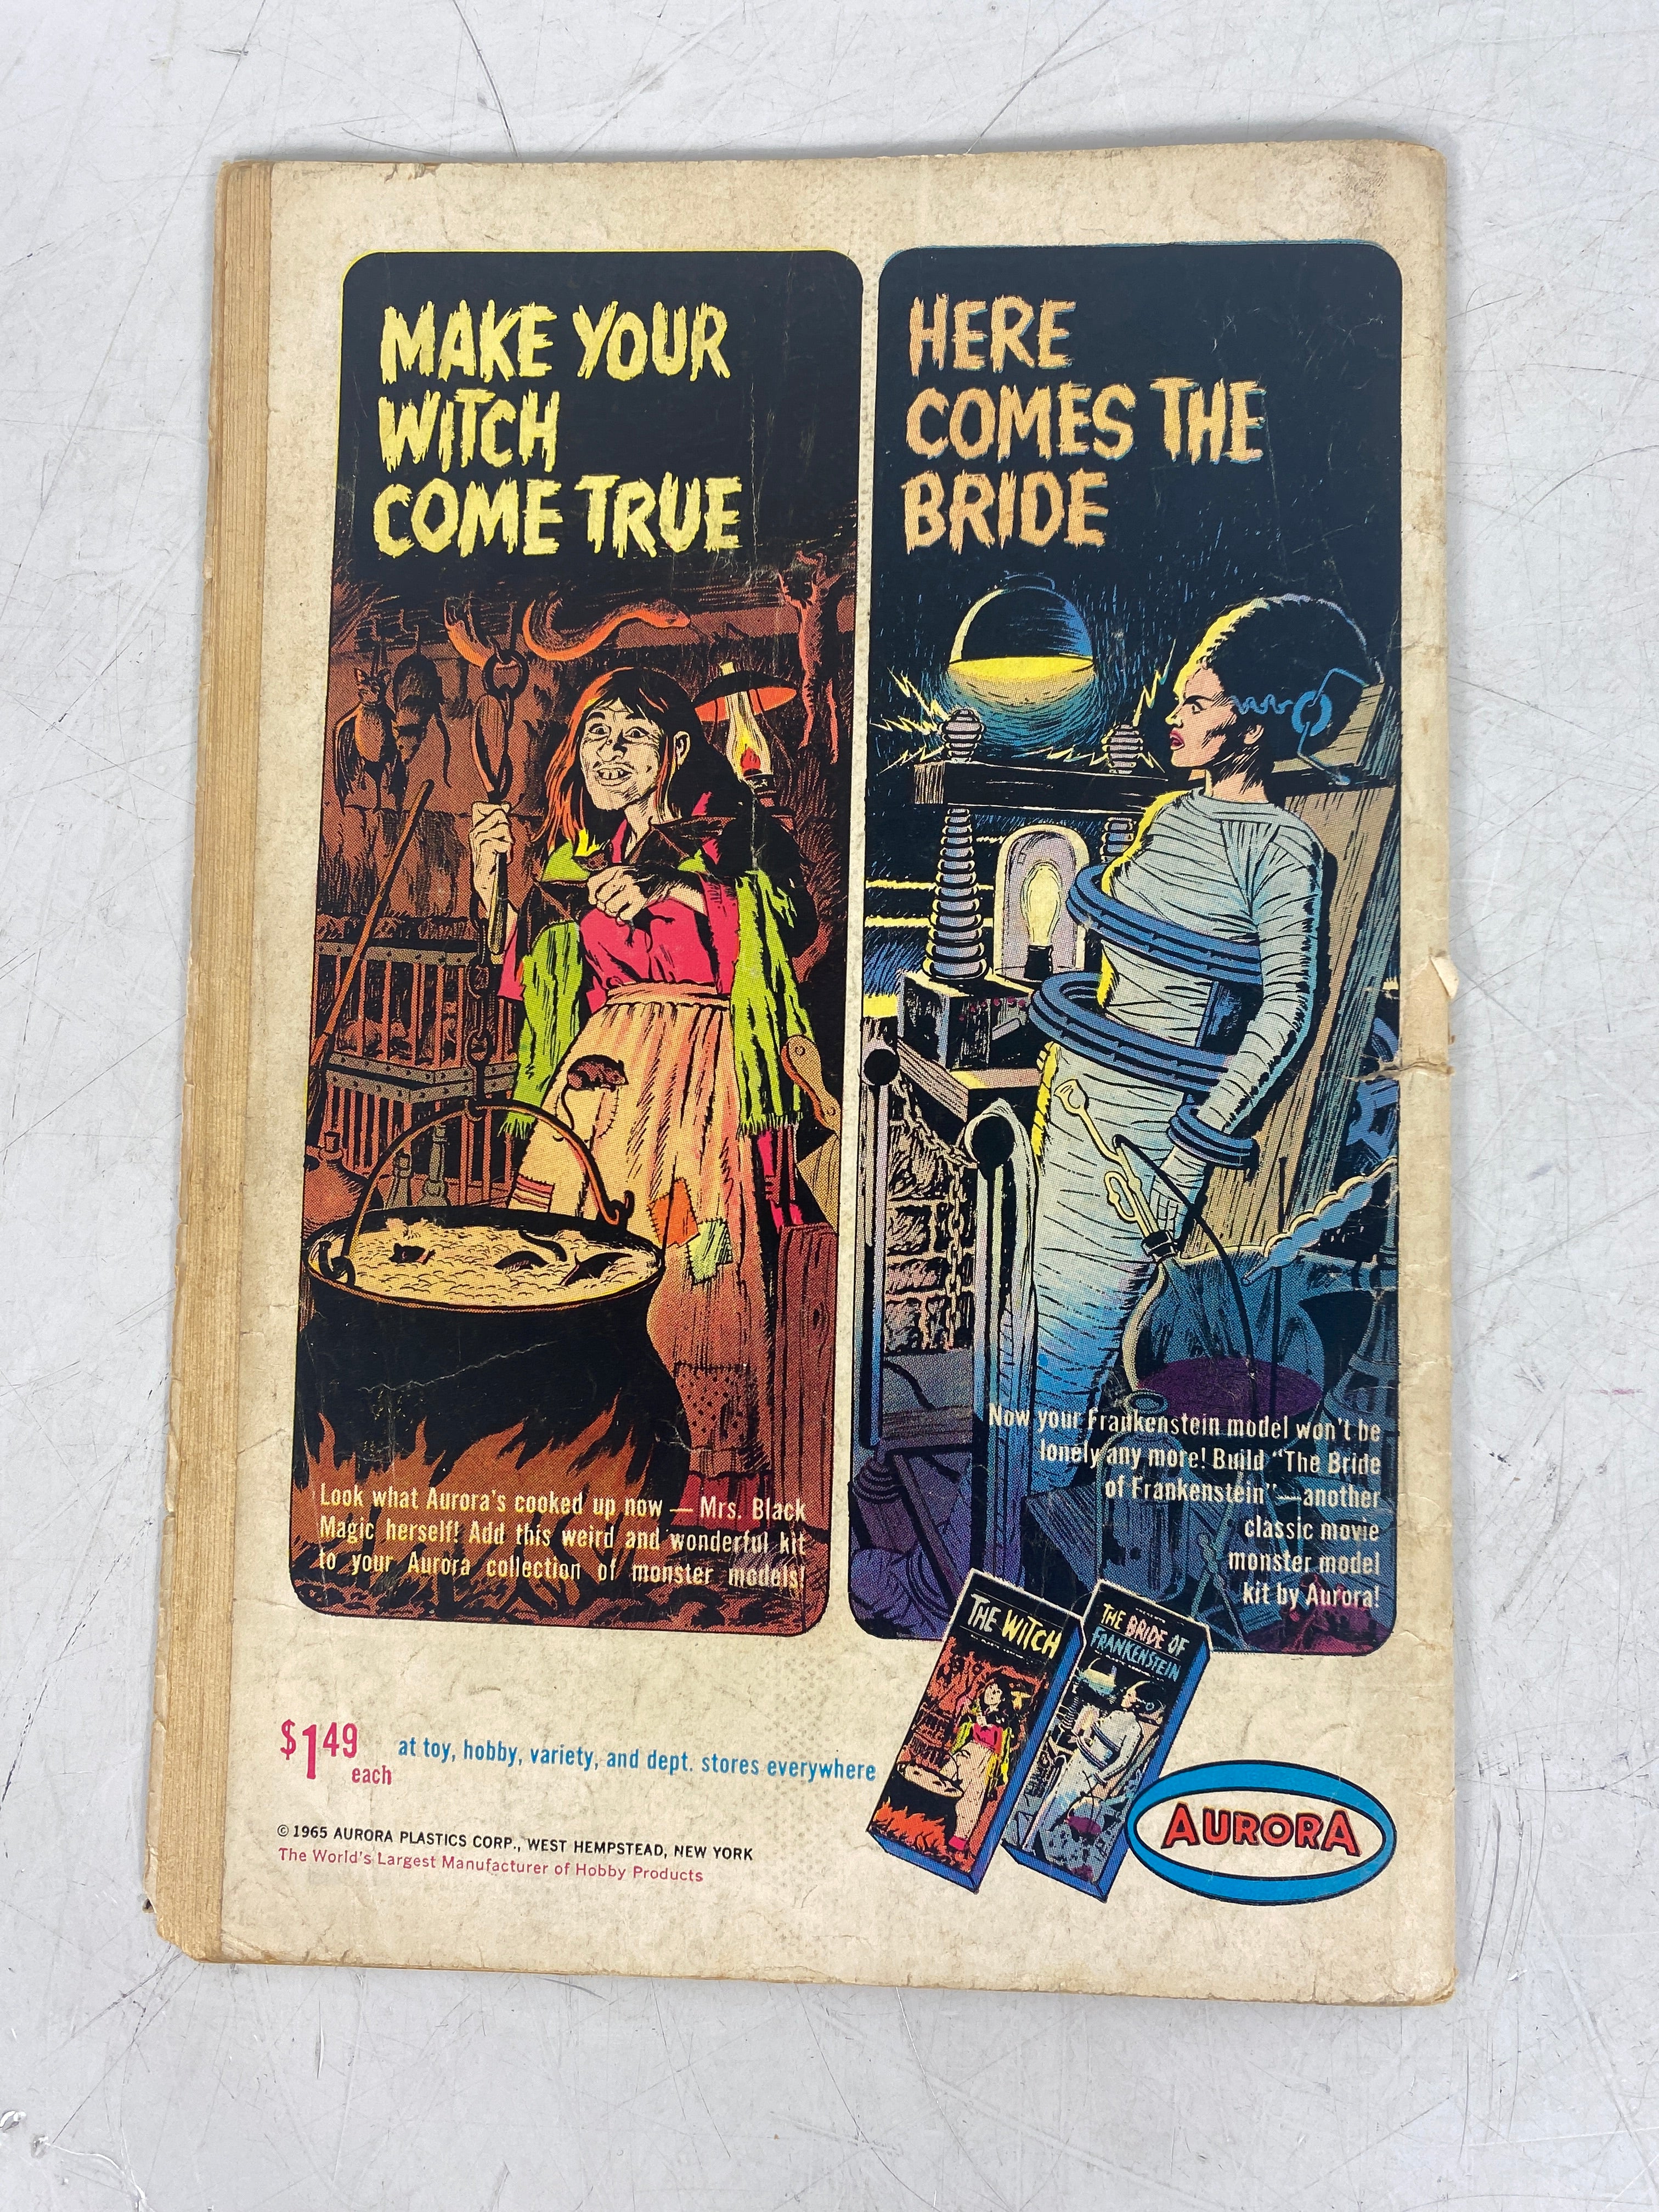 MAKE YOUR
WITCH
COME TRUE
Look what Aurora's cooked up now — Mrs. Black
Magic herself! Add this weird and wonderful kit
to your Aurora collection of monster models!
HERE
COMES THE
BRIDE
Now your Frankenstein model won't be
lonely any more! Build "The Bride
of Frankenstein"—another
classic movie
monster model
kit by Aurora!
THE WITCH
THE BRIDE OF
FRANKENSTEIN
$1.49
each
at toy, hobby, variety, and dept. stores everywhere
AURORA
© 1965 AURORA PLASTICS CORP., WEST HEMPSTEAD, NEW YORK
The World's Largest Manufacturer of Hobby Products